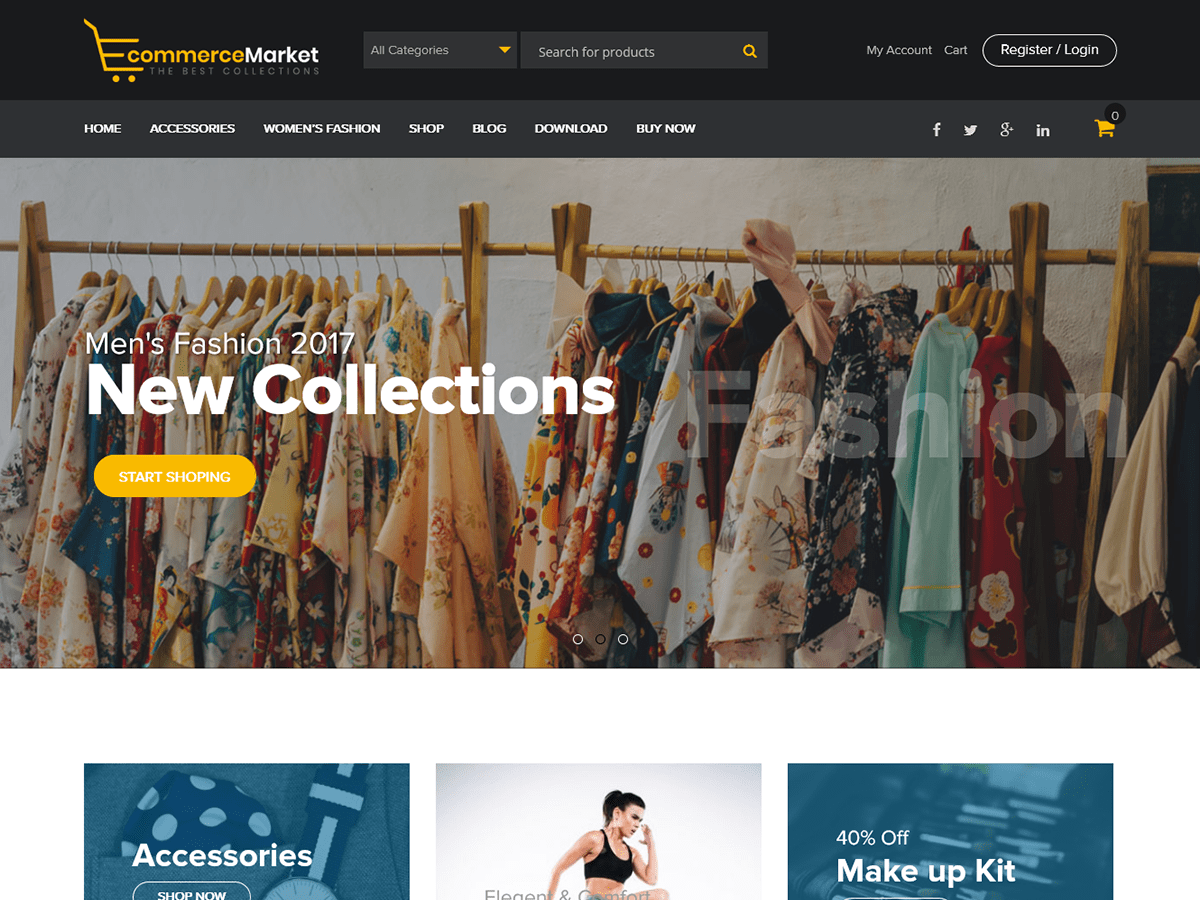 commerceMarket
THE BEST COLLECTIONS
All Categories
Search for products
My Account
Cart
Register / Login
HOME
ACCESSORIES
WOMEN'S FASHION
SHOP
BLOG
DOWNLOAD
BUY NOW
0
Men's Fashion 2017
New Collections
Fashion
START SHOPING
Accessories
SHOP NOW
Elegent & Comfort
40% Off
Make up Kit